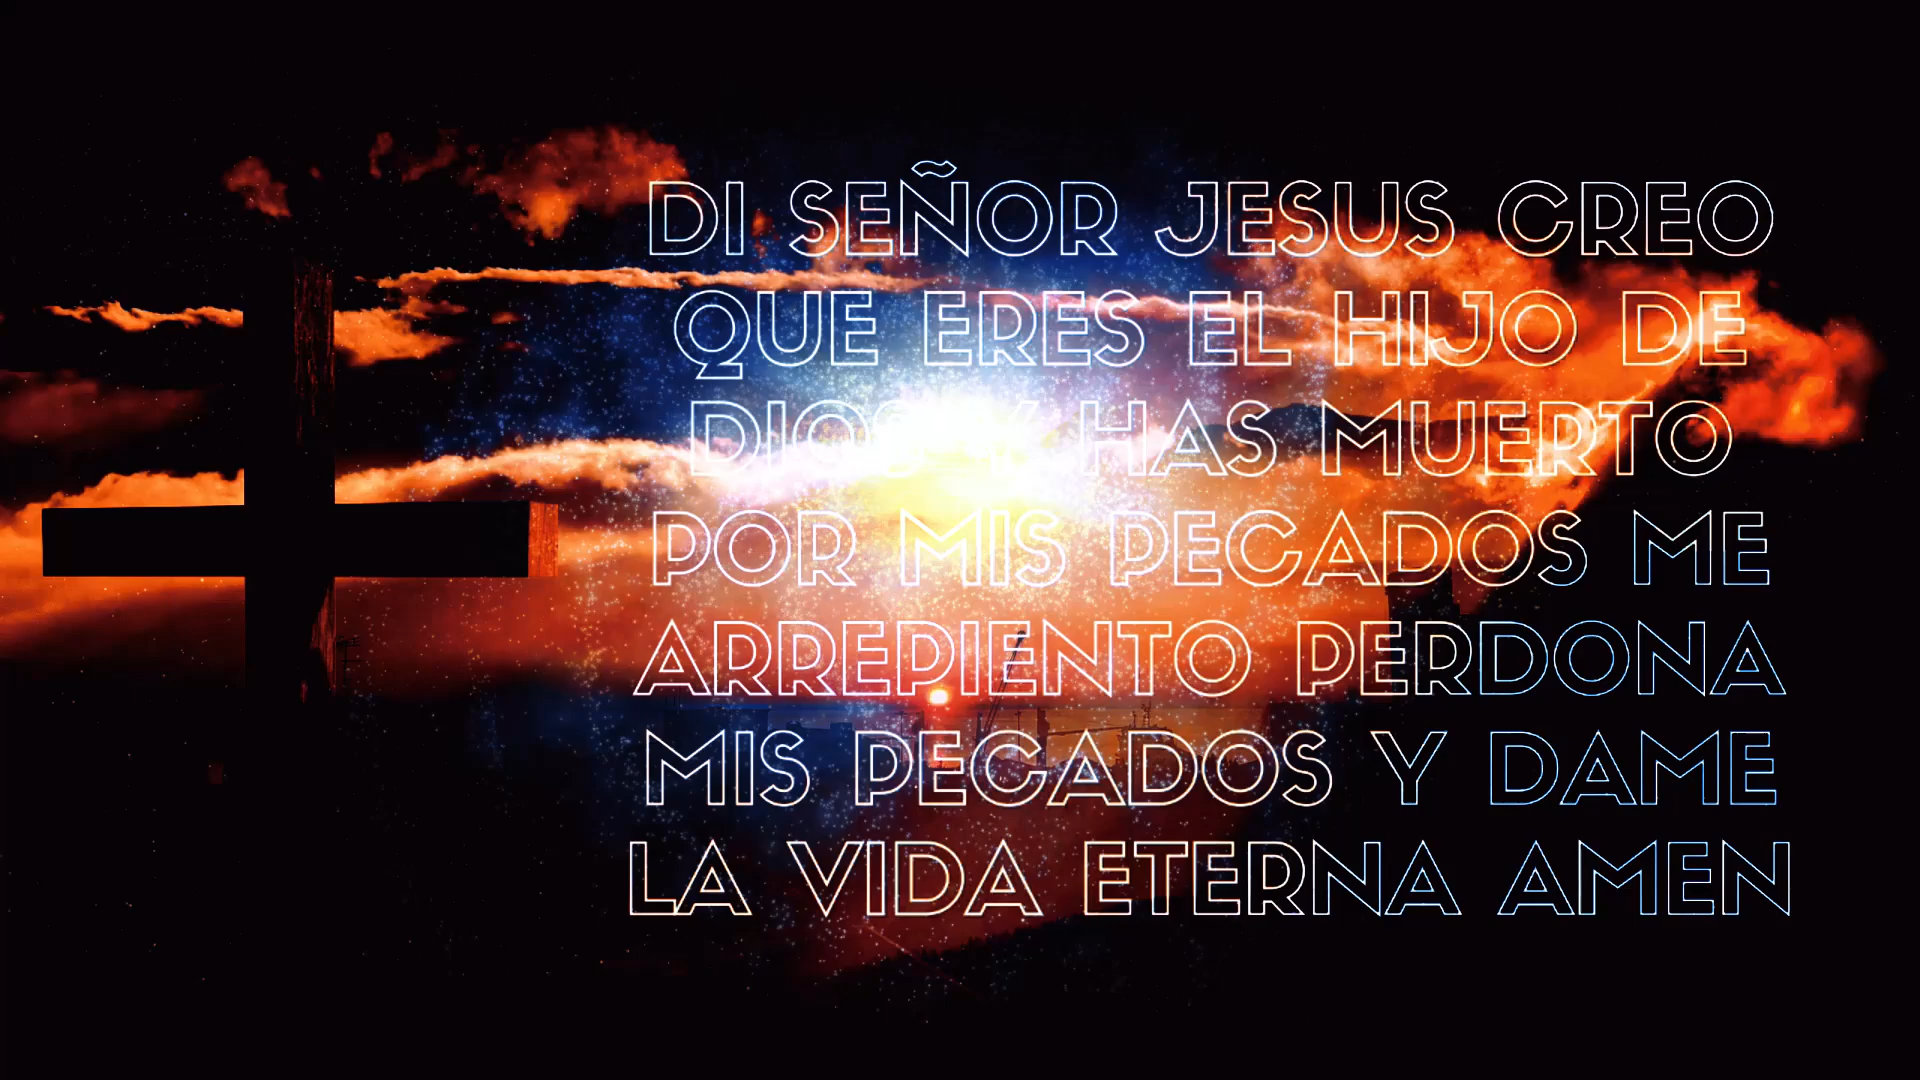 DI SEÑOR JESUS CREO
QUE ERES EL HIJO DE
DIOS Y HAS MUERTO
POR MIS PECADOS ME
ARREPIENTO PERDONA
MIS PECADOS Y DAME
LA VIDA ETERNA AMEN